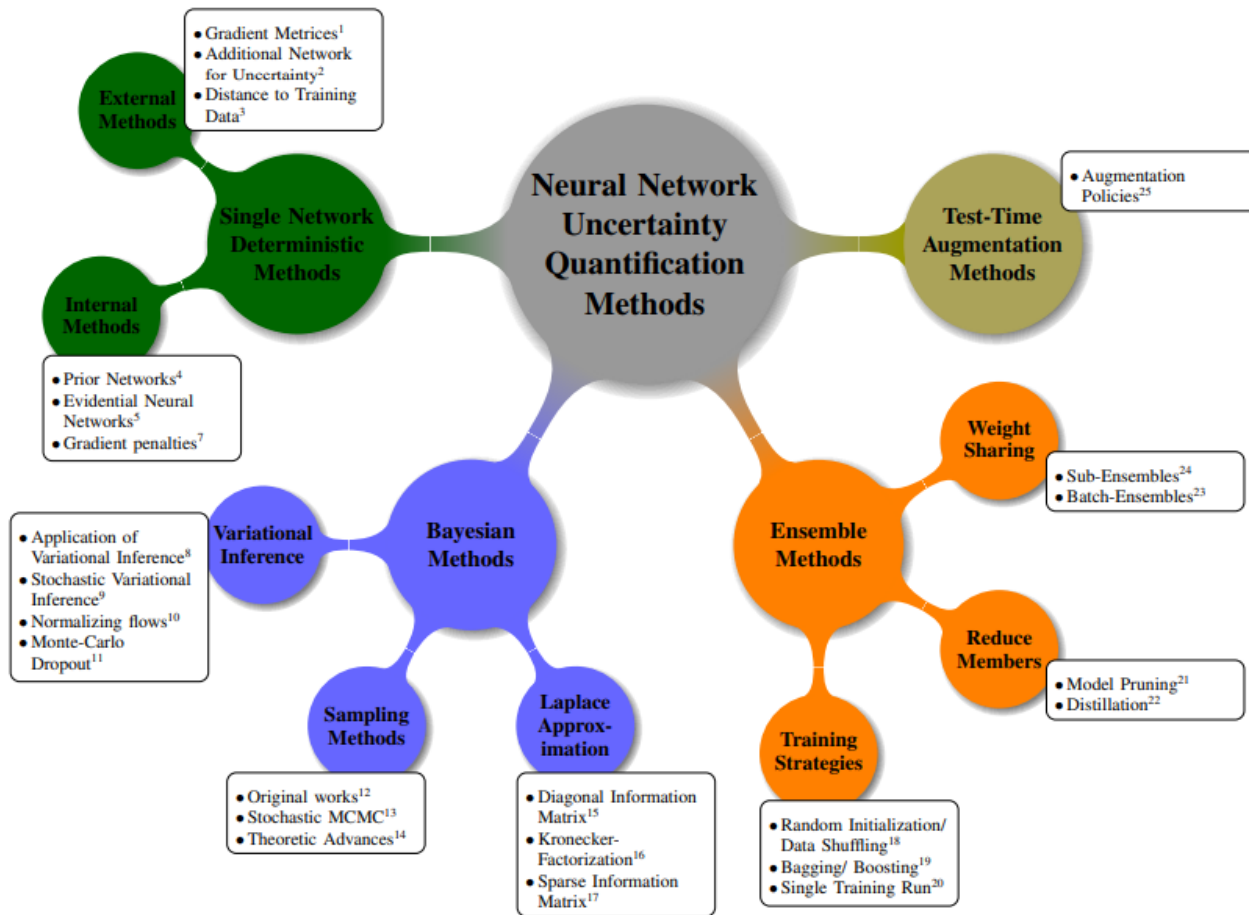 Neural Network
Uncertainty
Quantification
Methods
Single Network
Deterministic
Methods
External
Methods
● Gradient Metrices¹
● Additional Network
for Uncertainty²
● Distance to Training
Data³
Internal
Methods
● Prior Networks⁴
● Evidential Neural
Networks⁵
● Gradient penalties⁷
Bayesian
Methods
Variational
Inference
● Application of
Variational Inference⁸
● Stochastic Variational
Inference⁹
● Normalizing flows¹⁰
● Monte-Carlo
Dropout¹¹
Sampling
Methods
● Original works¹²
● Stochastic MCMC¹³
● Theoretic Advances¹⁴
Laplace
Approx-
imation
● Diagonal Information
Matrix¹⁵
● Kronecker-
Factorization¹⁶
● Sparse Information
Matrix¹⁷
Ensemble
Methods
Training
Strategies
● Random Initialization/
Data Shuffling¹⁸
● Bagging/ Boosting¹⁹
● Single Training Run²⁰
Reduce
Members
● Model Pruning²¹
● Distillation²²
Weight
Sharing
● Sub-Ensembles²⁴
● Batch-Ensembles²³
Test-Time
Augmentation
Methods
● Augmentation
Policies²⁵